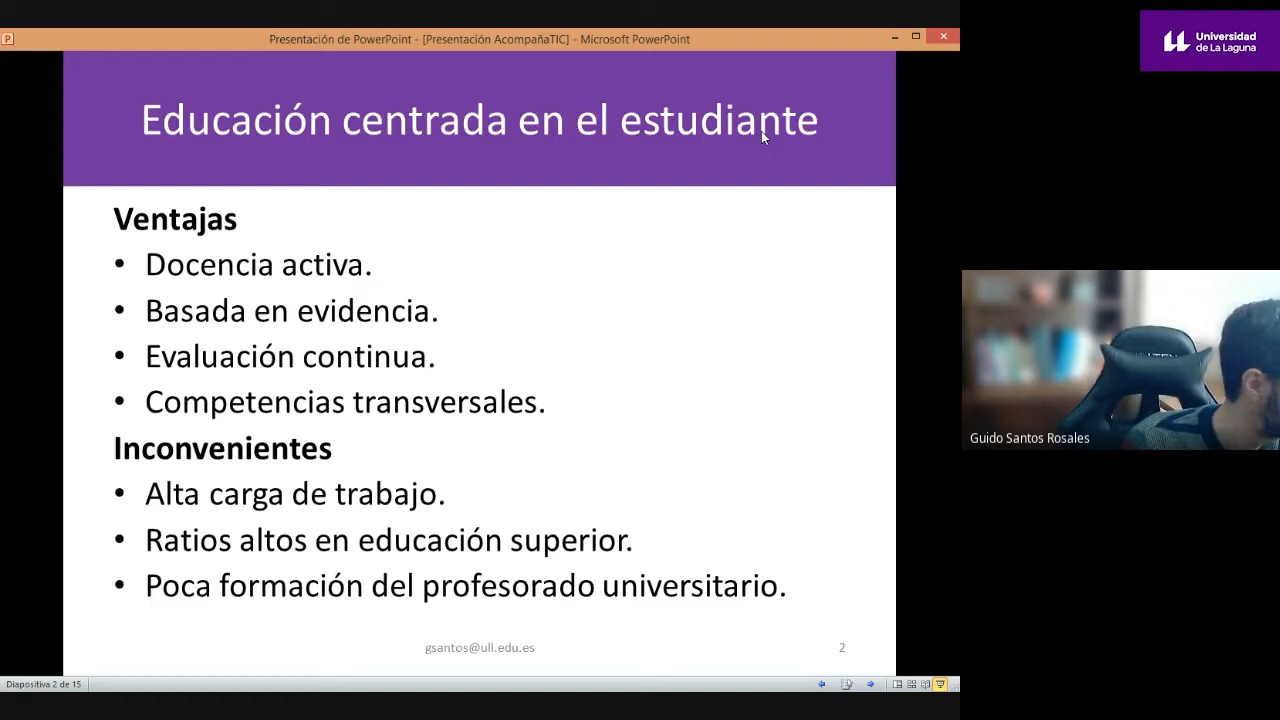 Presentación de PowerPoint - [Presentación AcompañaTIC] - Microsoft PowerPoint
Universidad
de La Laguna
Educación centrada en el estudiante
Ventajas
• Docencia activa.
• Basada en evidencia.
• Evaluación continua.
• Competencias transversales.
Inconvenientes
• Alta carga de trabajo.
• Ratios altos en educación superior.
• Poca formación del profesorado universitario.
gsantos@ull.edu.es
2
Guido Santos Rosales
Diapositiva 2 de 15